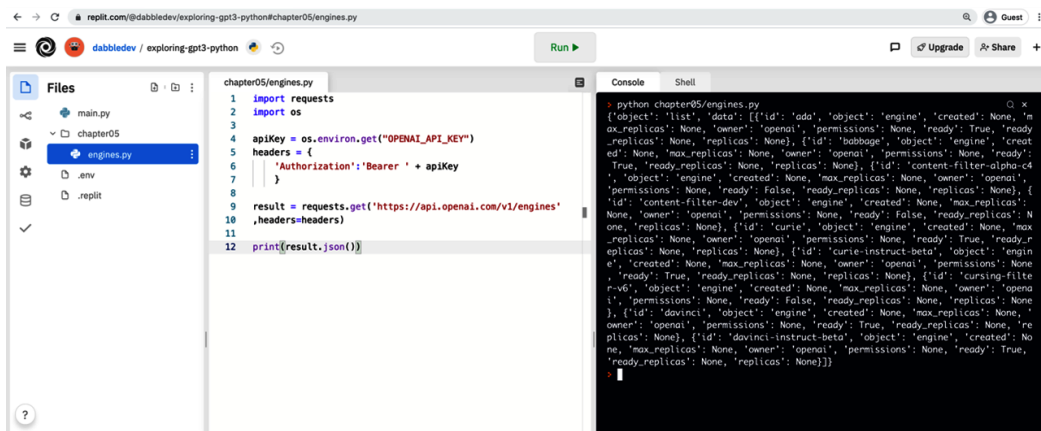 replit.com/@dabbledev/exploring-gpt3-python#chapter05/engines.py
Guest
dabbledev / exploring-gpt3-python
Run
Upgrade
Share
Files
main.py
chapter05
engines.py
.env
.replit
?
chapter05/engines.py
1 import requests
2 import os
3
4 apiKey = os.environ.get("OPENAI_API_KEY")
5 headers = {
6 'Authorization':'Bearer ' + apiKey
7 }
8
9 result = requests.get('https://api.openai.com/v1/engines'
10 ,headers=headers)
11
12 print(result.json())
Console
Shell
> python chapter05/engines.py
{'object': 'list', 'data': [{'id': 'ada', 'object': 'engine', 'created': None, 'm
ax_replicas': None, 'owner': 'openai', 'permissions': None, 'ready': True, 'ready
_replicas': None, 'replicas': None}, {'id': 'babbage', 'object': 'engine', 'creat
ed': None, 'max_replicas': None, 'owner': 'openai', 'permissions': None, 'ready':
True, 'ready_replicas': None, 'replicas': None}, {'id': 'content-filter-alpha-c4
', 'object': 'engine', 'created': None, 'max_replicas': None, 'owner': 'openai',
'permissions': None, 'ready': False, 'ready_replicas': None, 'replicas': None}, {
'id': 'content-filter-dev', 'object': 'engine', 'created': None, 'max_replicas':
None, 'owner': 'openai', 'permissions': None, 'ready': False, 'ready_replicas': N
one, 'replicas': None}, {'id': 'curie', 'object': 'engine', 'created': None, 'max
_replicas': None, 'owner': 'openai', 'permissions': None, 'ready': True, 'ready_r
eplicas': None, 'replicas': None}, {'id': 'curie-instruct-beta', 'object': 'engin
e', 'created': None, 'max_replicas': None, 'owner': 'openai', 'permissions': None
, 'ready': True, 'ready_replicas': None, 'replicas': None}, {'id': 'cursing-filte
r-v6', 'object': 'engine', 'created': None, 'max_replicas': None, 'owner': 'opena
i', 'permissions': None, 'ready': False, 'ready_replicas': None, 'replicas': None
}, {'id': 'davinci', 'object': 'engine', 'created': None, 'max_replicas': None, '
owner': 'openai', 'permissions': None, 'ready': True, 'ready_replicas': None, 're
plicas': None}, {'id': 'davinci-instruct-beta', 'object': 'engine', 'created': No
ne, 'max_replicas': None, 'owner': 'openai', 'permissions': None, 'ready': True,
'ready_replicas': None, 'replicas': None}]}
>